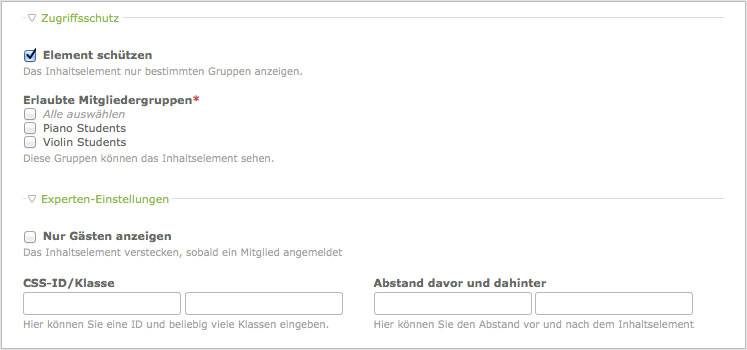 Zugriffsschutz
Element schützen
Das Inhaltselement nur bestimmten Gruppen anzeigen.
Erlaubte Mitgliedergruppen*
Alle auswählen
Piano Students
Violin Students
Diese Gruppen können das Inhaltselement sehen.
Experten-Einstellungen
Nur Gästen anzeigen
Das Inhaltselement verstecken, sobald ein Mitglied angemeldet
CSS-ID/Klasse
Abstand davor und dahinter
Hier können Sie eine ID und beliebig viele Klassen eingeben.
Hier können Sie den Abstand vor und nach dem Inhaltselement